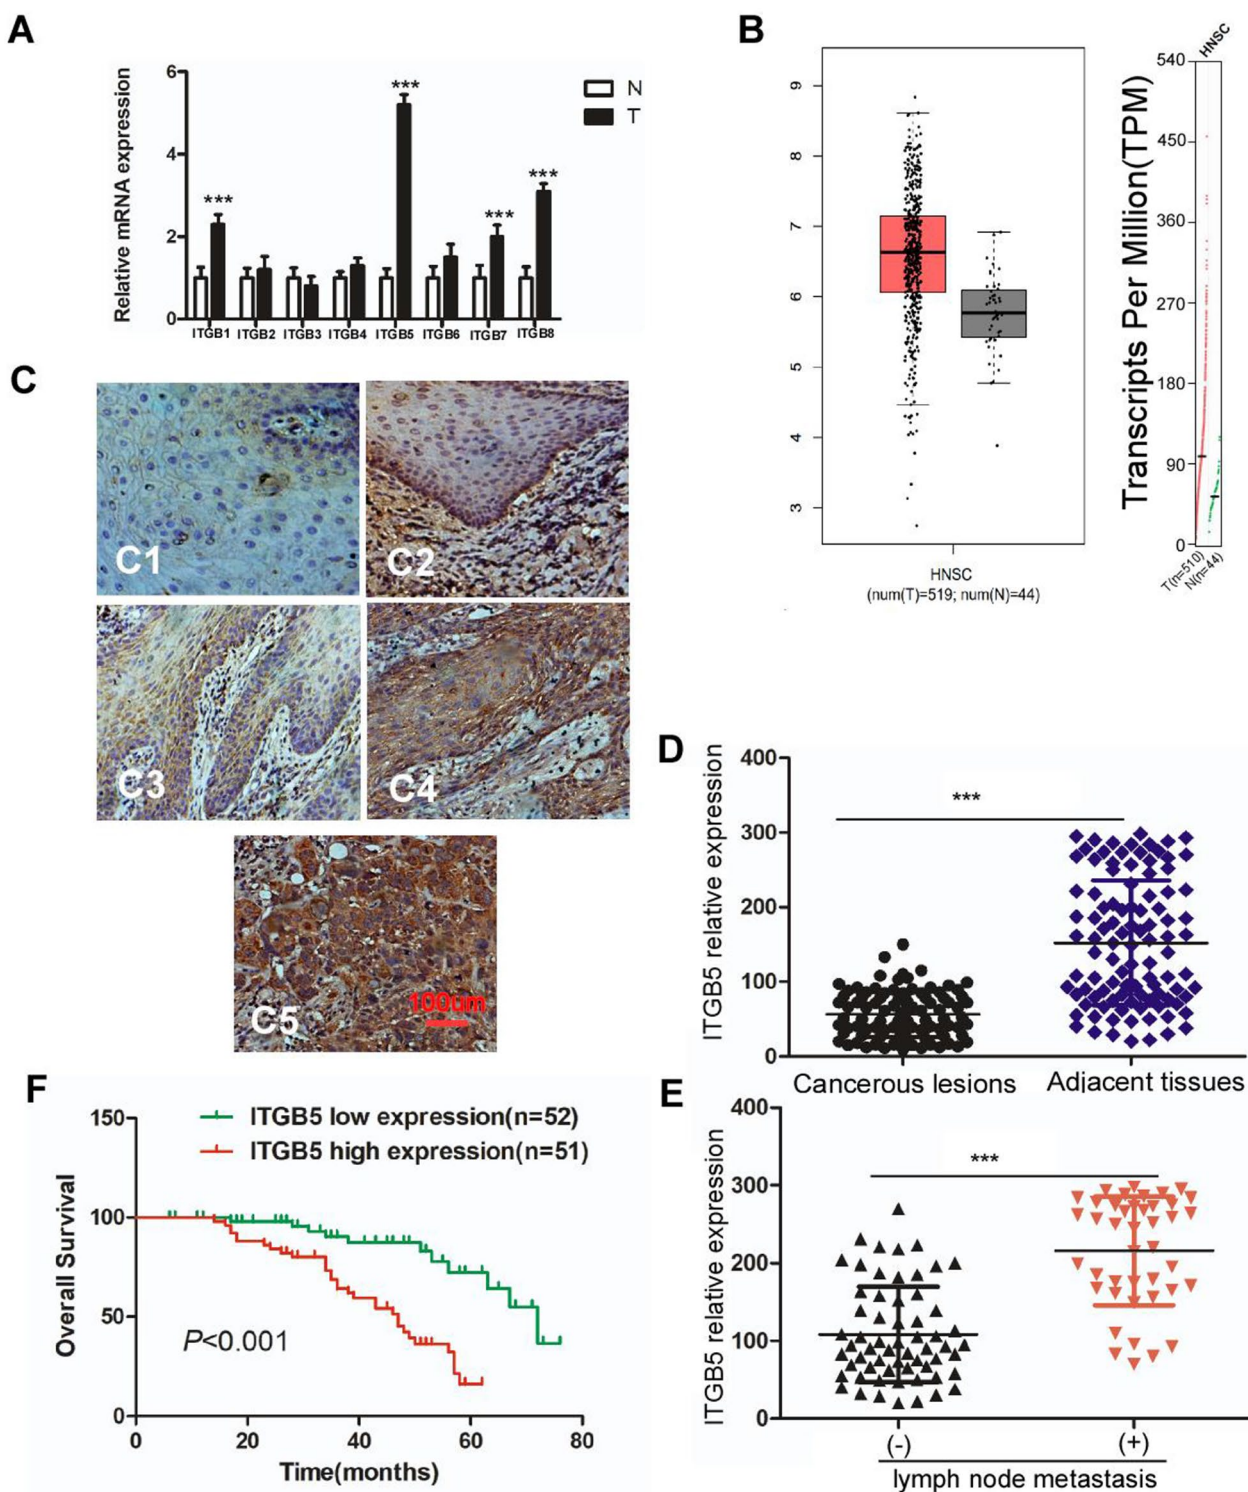 A
Relative mRNA expression
6
4
2
0
***
***
***
***
N
T
ITGB1 ITGB2 ITGB3 ITGB4 ITGB5 ITGB6 ITGB7 ITGB8
B
9
8
7
6
5
4
3
HNSC
(num(T)=519; num(N)=44)
HNSC
Transcripts Per Million(TPM)
540
450
360
270
180
90
0
T(n=510)
N(n=44)
C
C1
C2
C3
C4
C5
100um
D
ITGB5 relative expression
400
300
200
100
0
***
Cancerous lesions
Adjacent tissues
E
ITGB5 relative expression
400
300
200
100
0
***
(-)
(+)
lymph node metastasis
F
ITGB5 low expression(n=52)
ITGB5 high expression(n=51)
Overall Survival
150
100
50
0
P<0.001
0 20 40 60 80
Time(months)